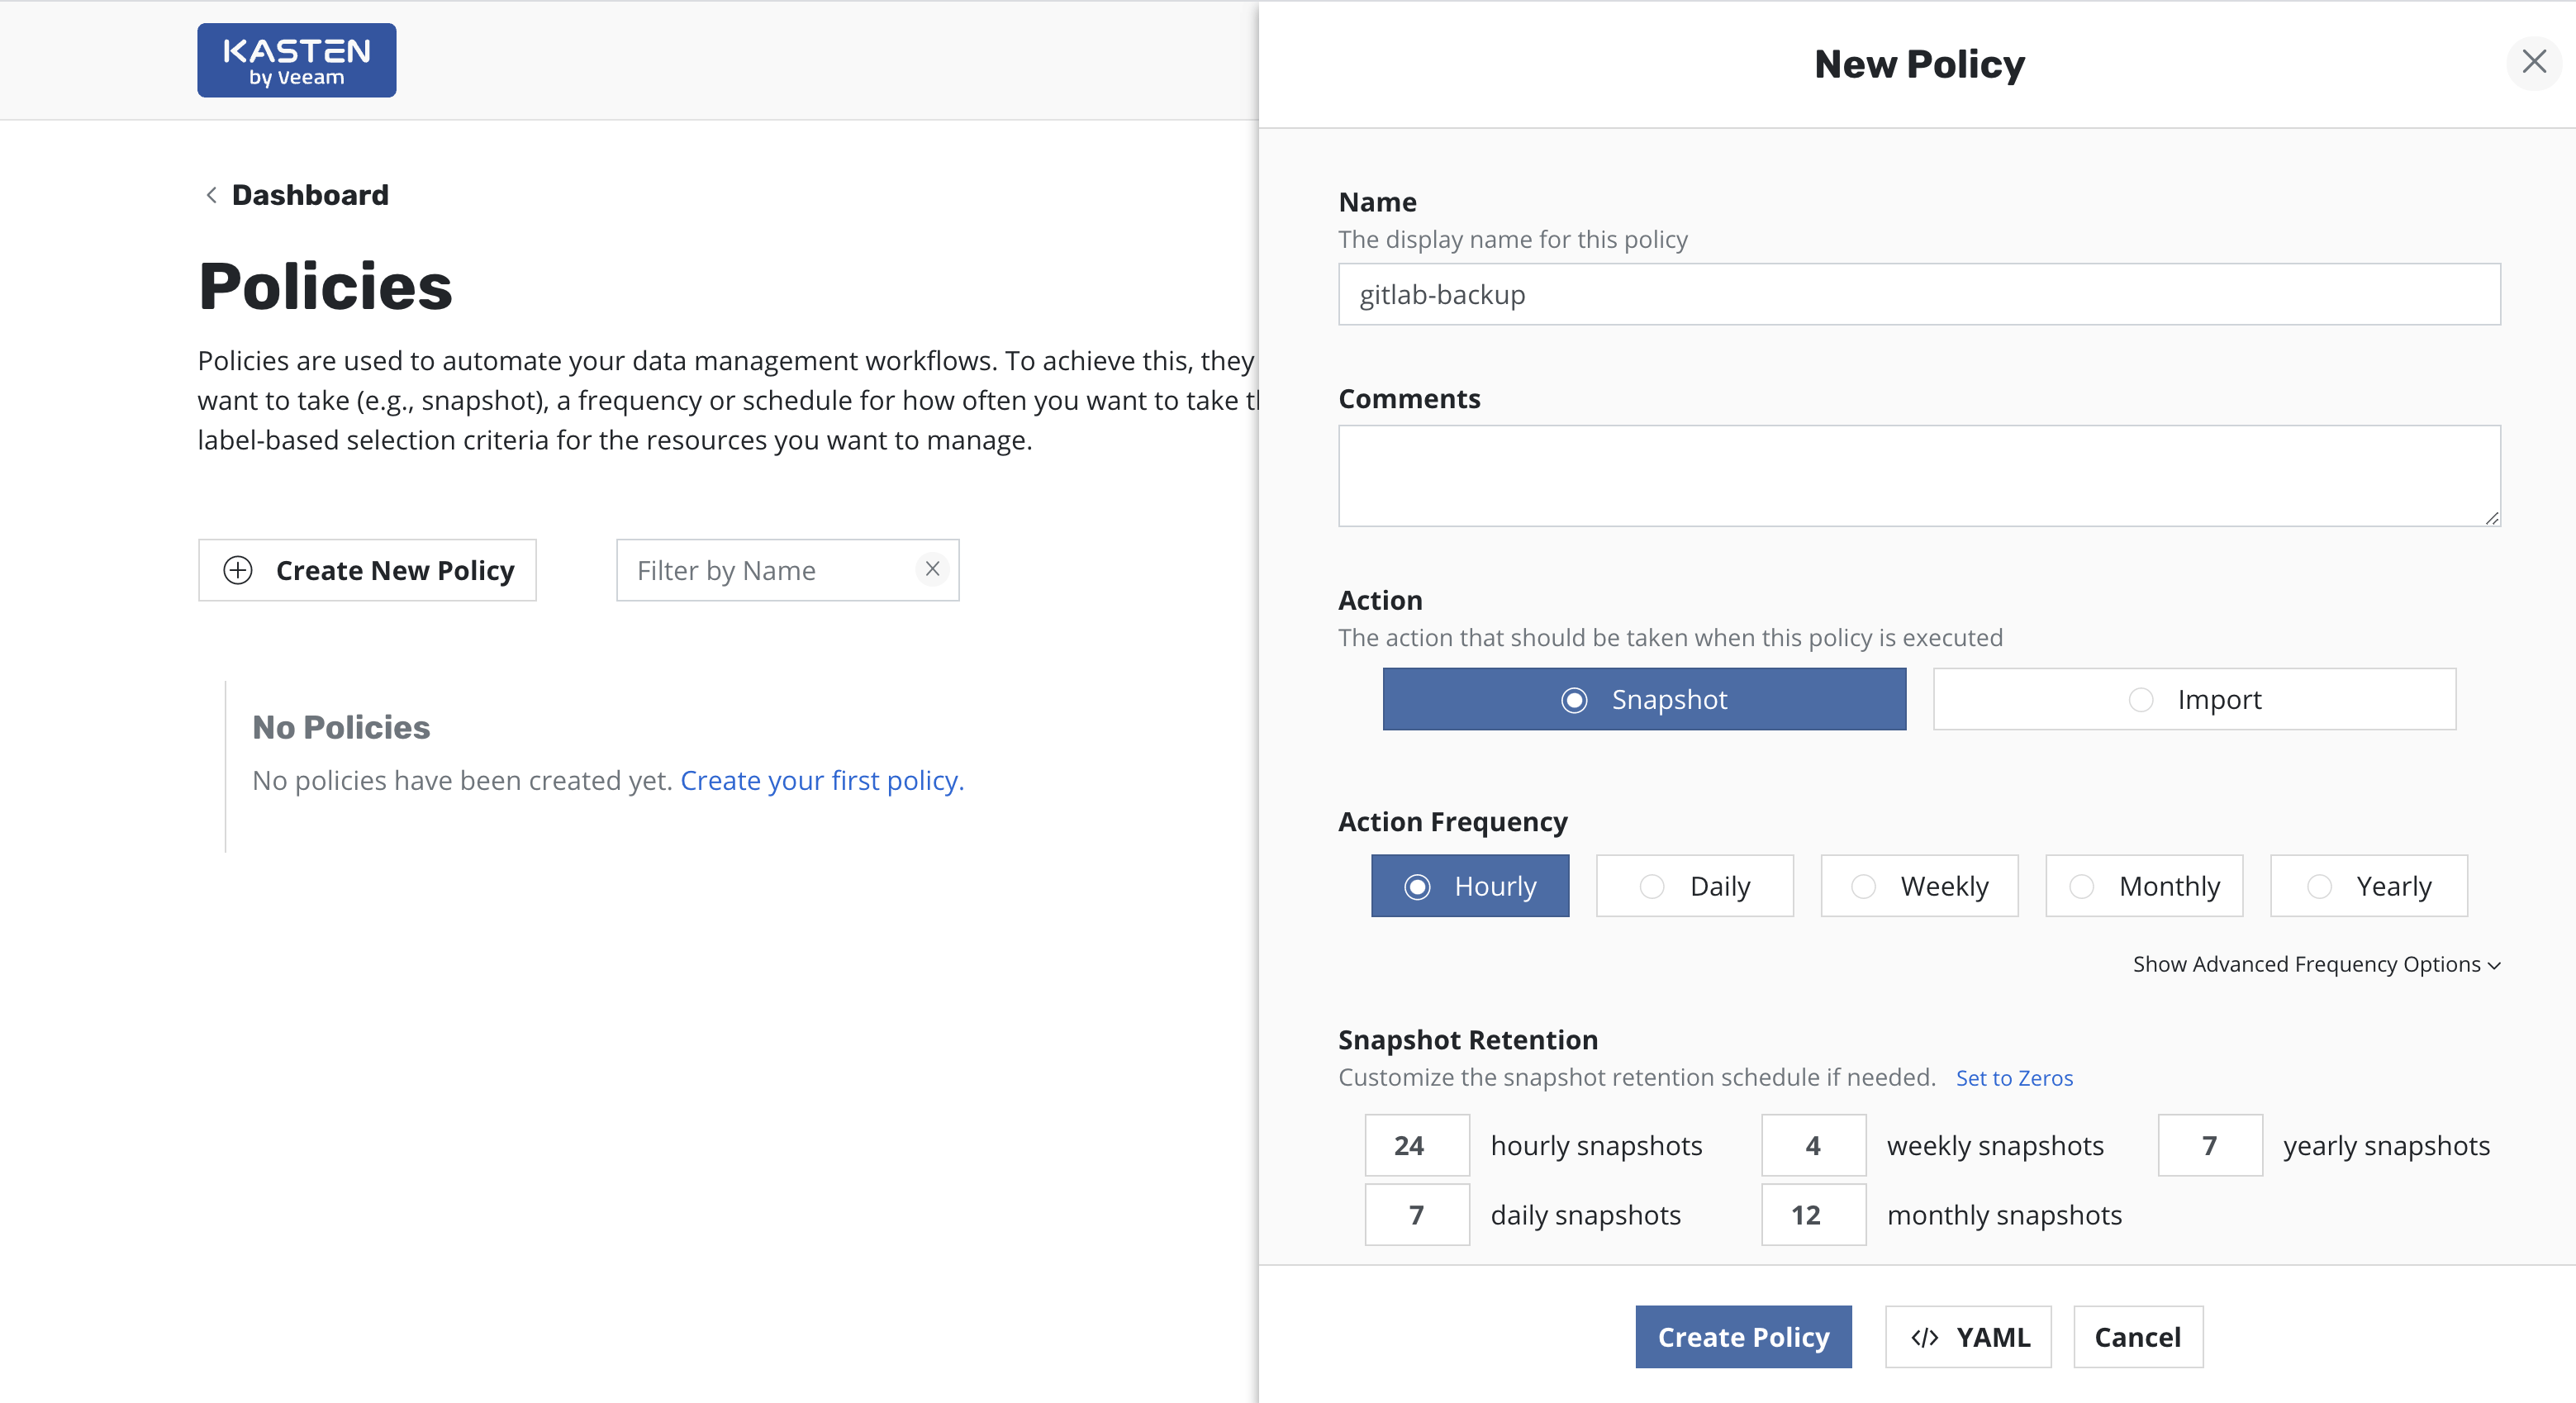 KASTEN
by Veeam
Dashboard
Policies
Policies are used to automate your data management workflows. To achieve this, they
want to take (e.g., snapshot), a frequency or schedule for how often you want to take
label-based selection criteria for the resources you want to manage.
Create New Policy
Filter by Name
No Policies
No policies have been created yet. Create your first policy.
New Policy
Name
The display name for this policy
gitlab-backup
Comments
Action
The action that should be taken when this policy is executed
Snapshot Import
Action Frequency
Hourly Daily Weekly Monthly Yearly
Show Advanced Frequency Options
Snapshot Retention
Customize the snapshot retention schedule if needed. Set to Zeros
24 hourly snapshots 4 weekly snapshots 7 yearly snapshots
7 daily snapshots 12 monthly snapshots
Create Policy </> YAML Cancel